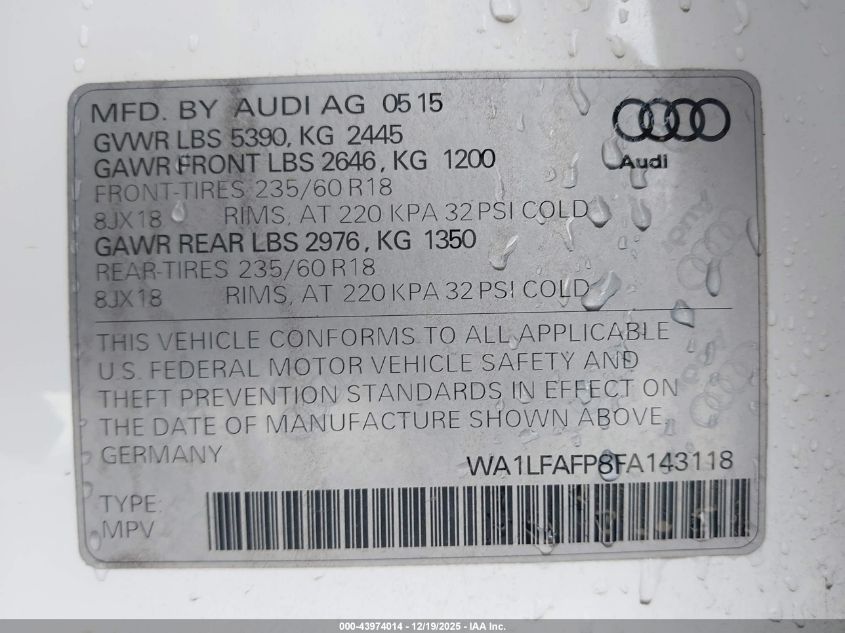 MFD. BY AUDI AG 05 15
GVWR LBS 5390, KG 2445
GAWR FRONT LBS 2646, KG 1200
FRONT-TIRES 235/60 R18
8JX18 RIMS, AT 220 KPA 32 PSI COLD
GAWR REAR LBS 2976, KG 1350
REAR-TIRES 235/60 R18
8JX18 RIMS, AT 220 KPA 32 PSI COLD
Audi
THIS VEHICLE CONFORMS TO ALL APPLICABLE
U.S. FEDERAL MOTOR VEHICLE SAFETY AND
THEFT PREVENTION STANDARDS IN EFFECT ON
THE DATE OF MANUFACTURE SHOWN ABOVE.
GERMANY
WA1LFAFP8FA143118
TYPE:
MPV
000-43974014 - 12/19/2025 - IAA Inc.